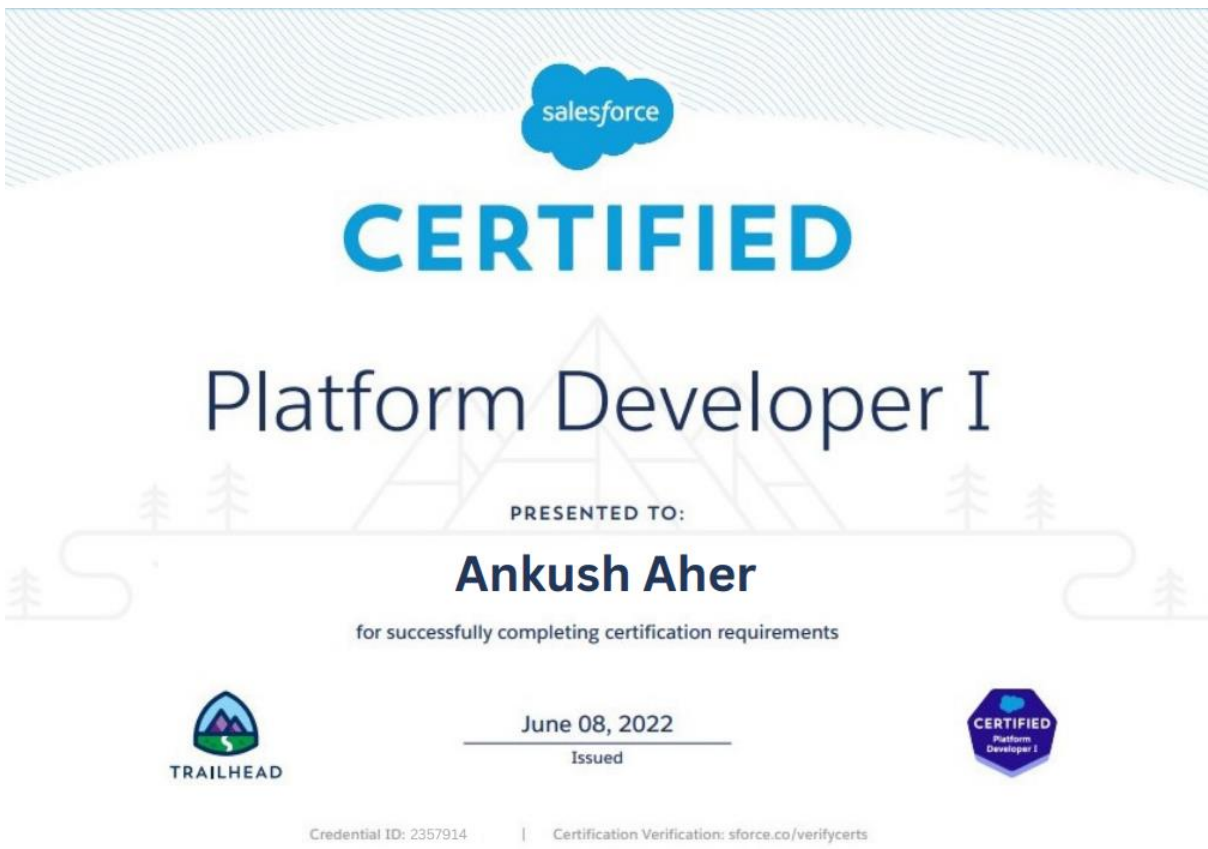 salesforce
CERTIFIED
Platform Developer I
PRESENTED TO:
Ankush Aher
for successfully completing certification requirements
June 08, 2022
Issued
TRAILHEAD
CERTIFIED
Platform
Developer I
Credential ID: 2357914 | Certification Verification: sforce.co/verifycerts